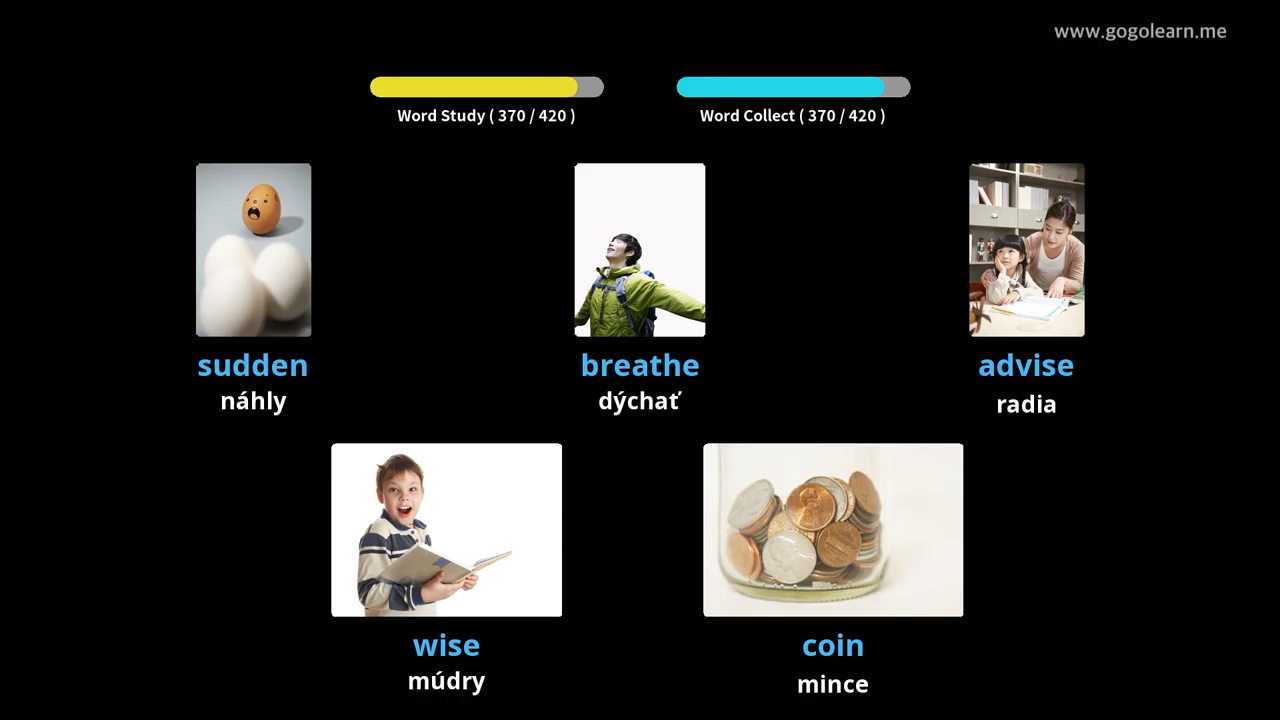 www.gogolearn.me
Word Study ( 370 / 420 )
Word Collect ( 370 / 420 )
sudden
náhly
breathe
dýchať
advise
radia
wise
múdry
coin
mince